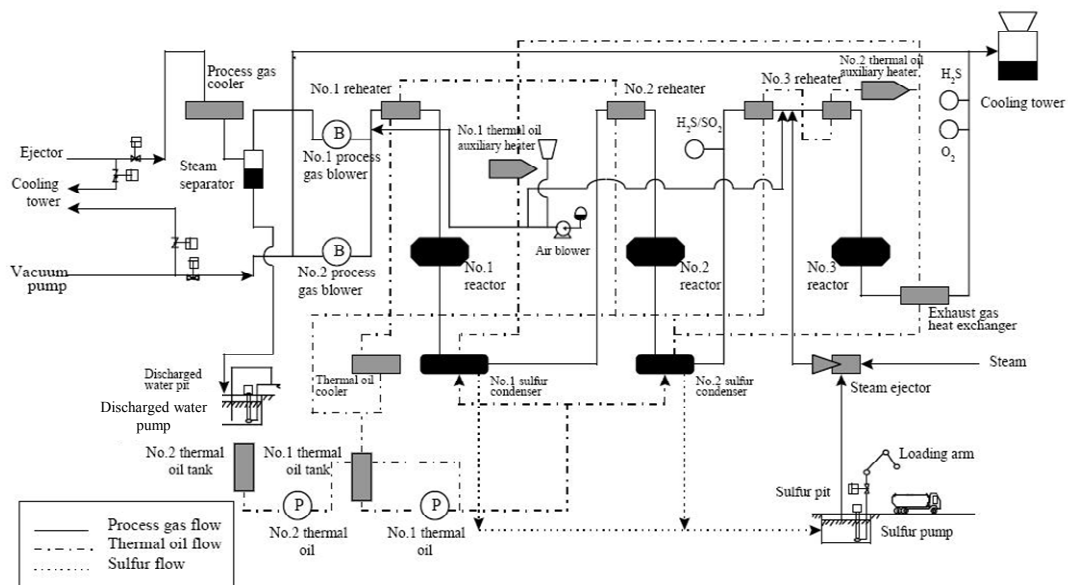 Process gas
cooler
No.1 reheater
No.2 reheater
No.3 reheater
No.2 thermal oil
auxiliary heater
H2S
O2
Cooling tower
H2S/SO2
No.1 thermal oil
auxiliary heater
Ejector
Steam
separator
B
No.1 process
gas blower
Cooling
tower
Air blower
B
No.2 process
gas blower
Vacuum
pump
No.1
reactor
No.2
reactor
No.3
reactor
Exhaust gas
heat exchanger
Steam
Steam ejector
Discharged
water pit
Discharged water
pump
Thermal oil
cooler
No.1 sulfur
condenser
No.2 sulfur
condenser
No.2 thermal
oil tank
No.1 thermal
oil tank
P
No.2 thermal
oil
P
No.1 thermal
oil
Loading arm
Sulfur pit
Sulfur pump
Process gas flow
Thermal oil flow
Sulfur flow